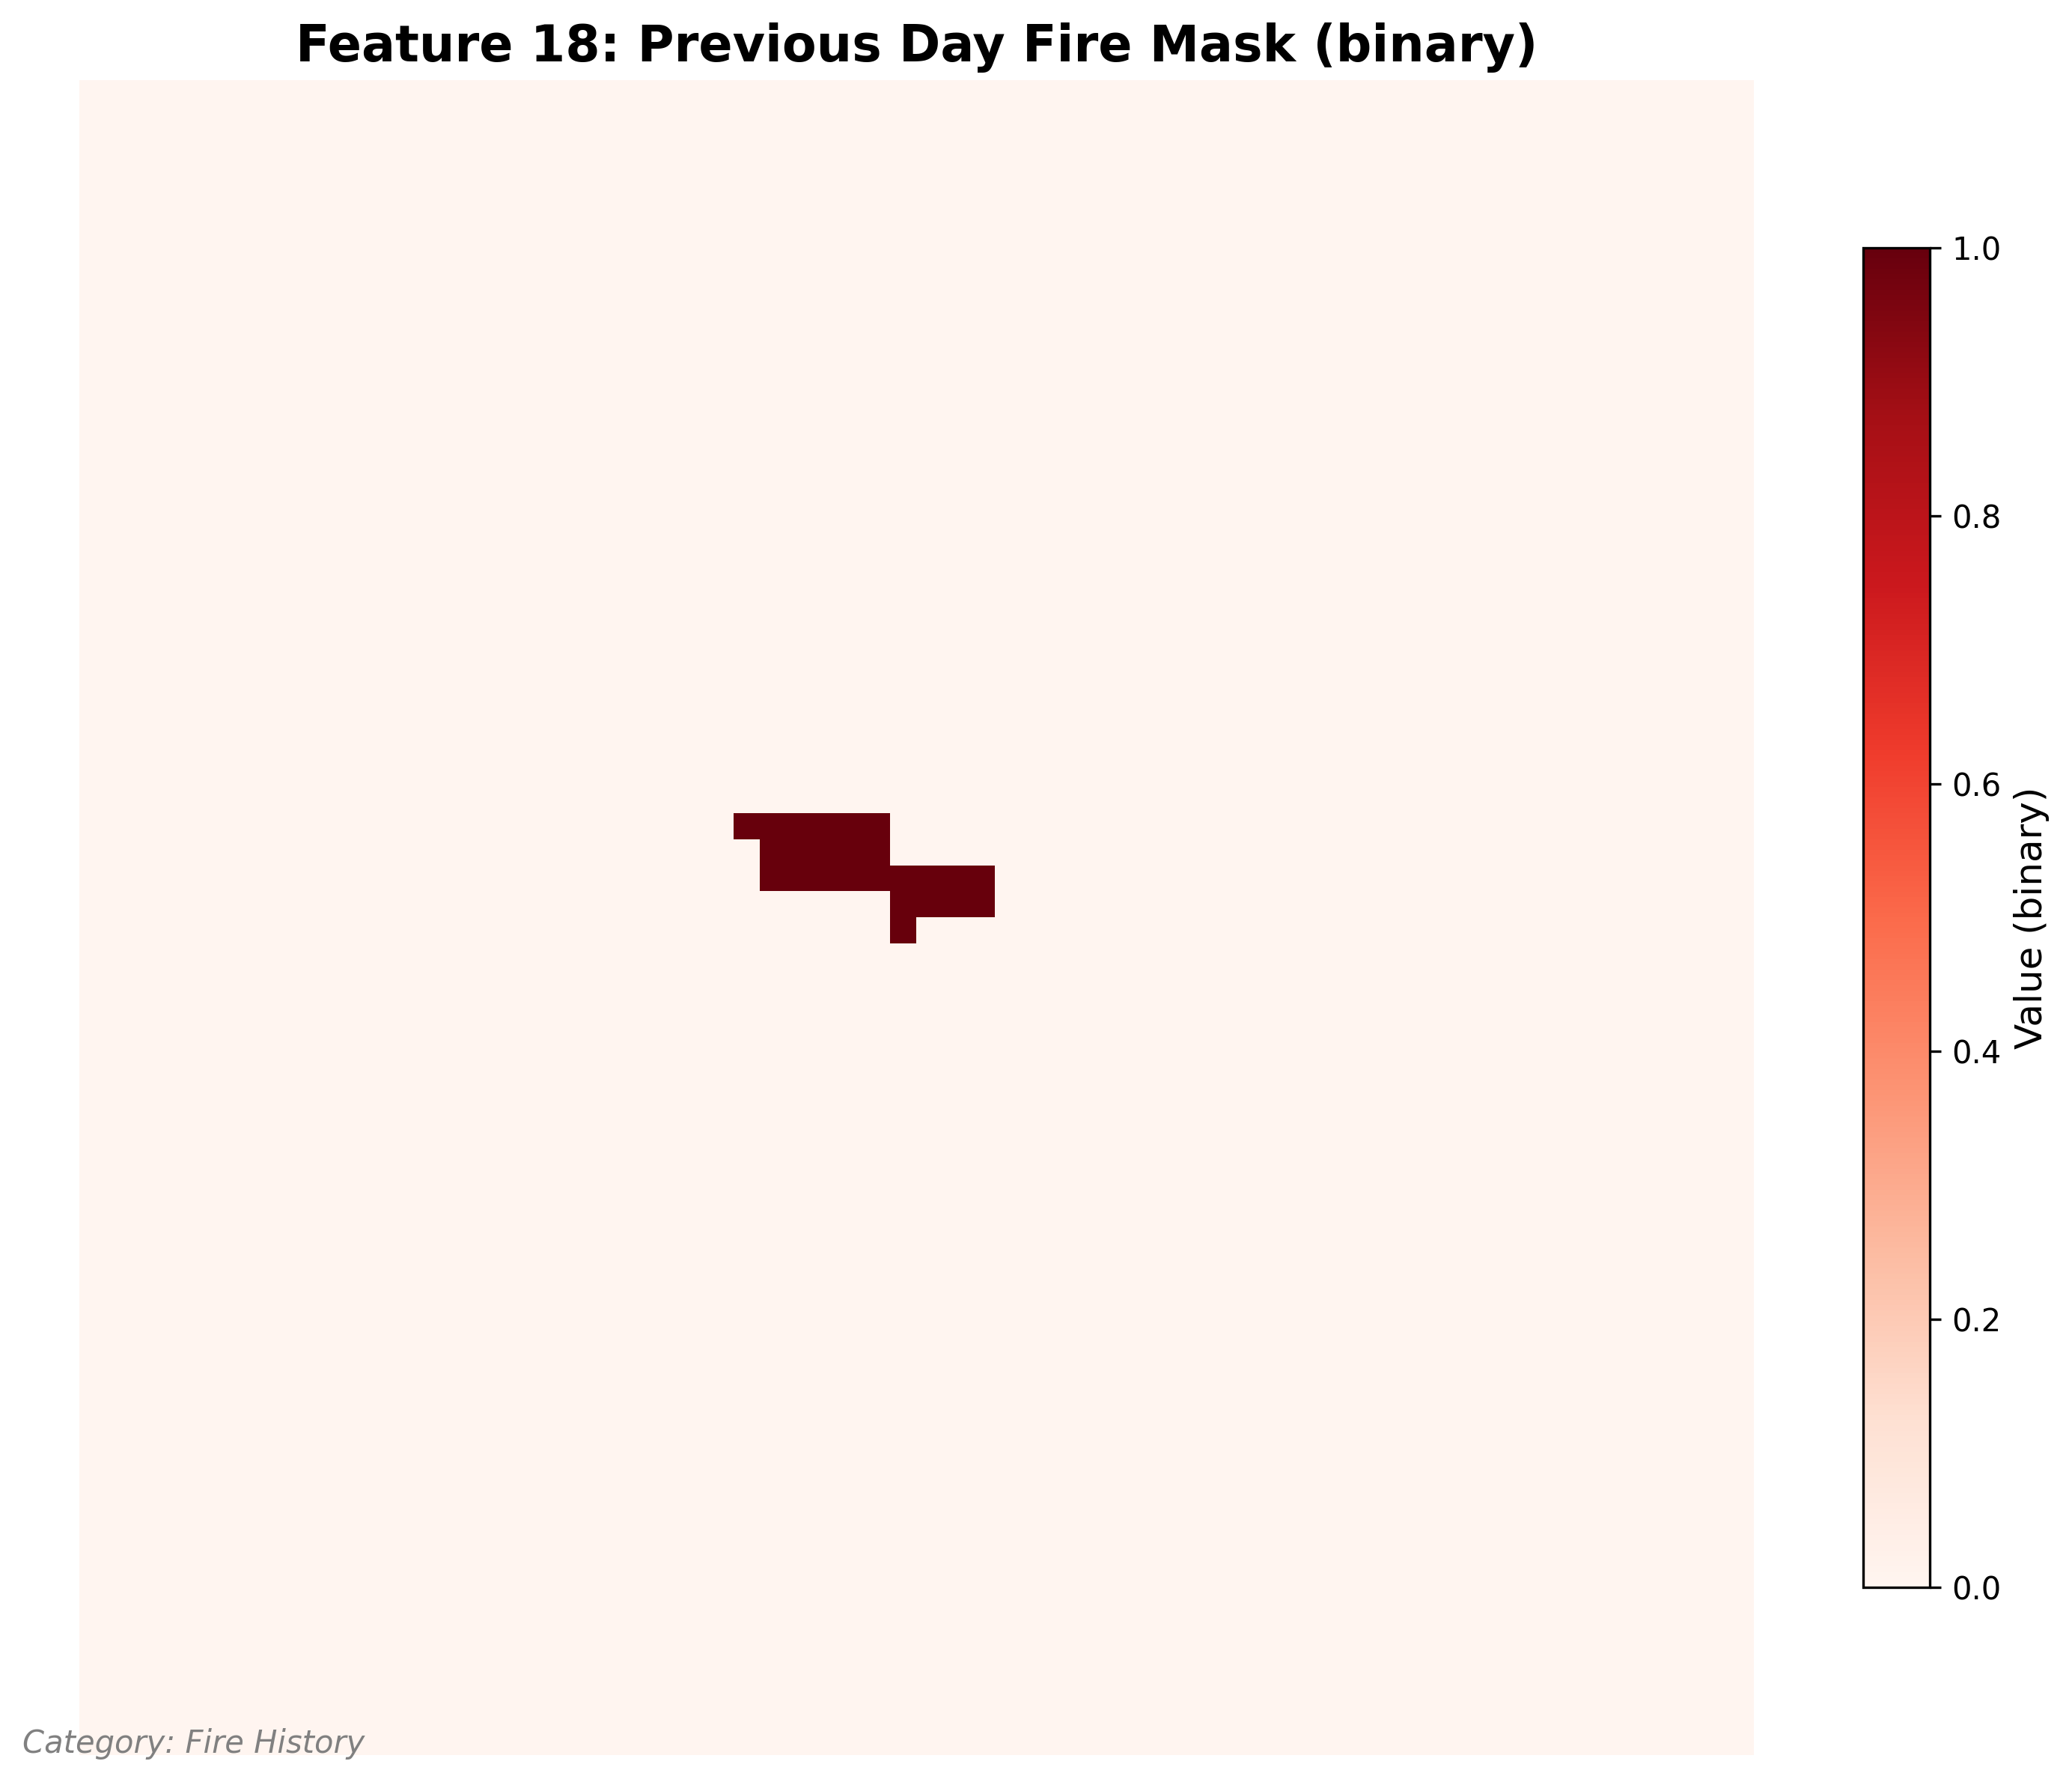 Feature 18: Previous Day Fire Mask (binary)
1.0
0.8
0.6
0.4
0.2
0.0
Value (binary)
Category: Fire History